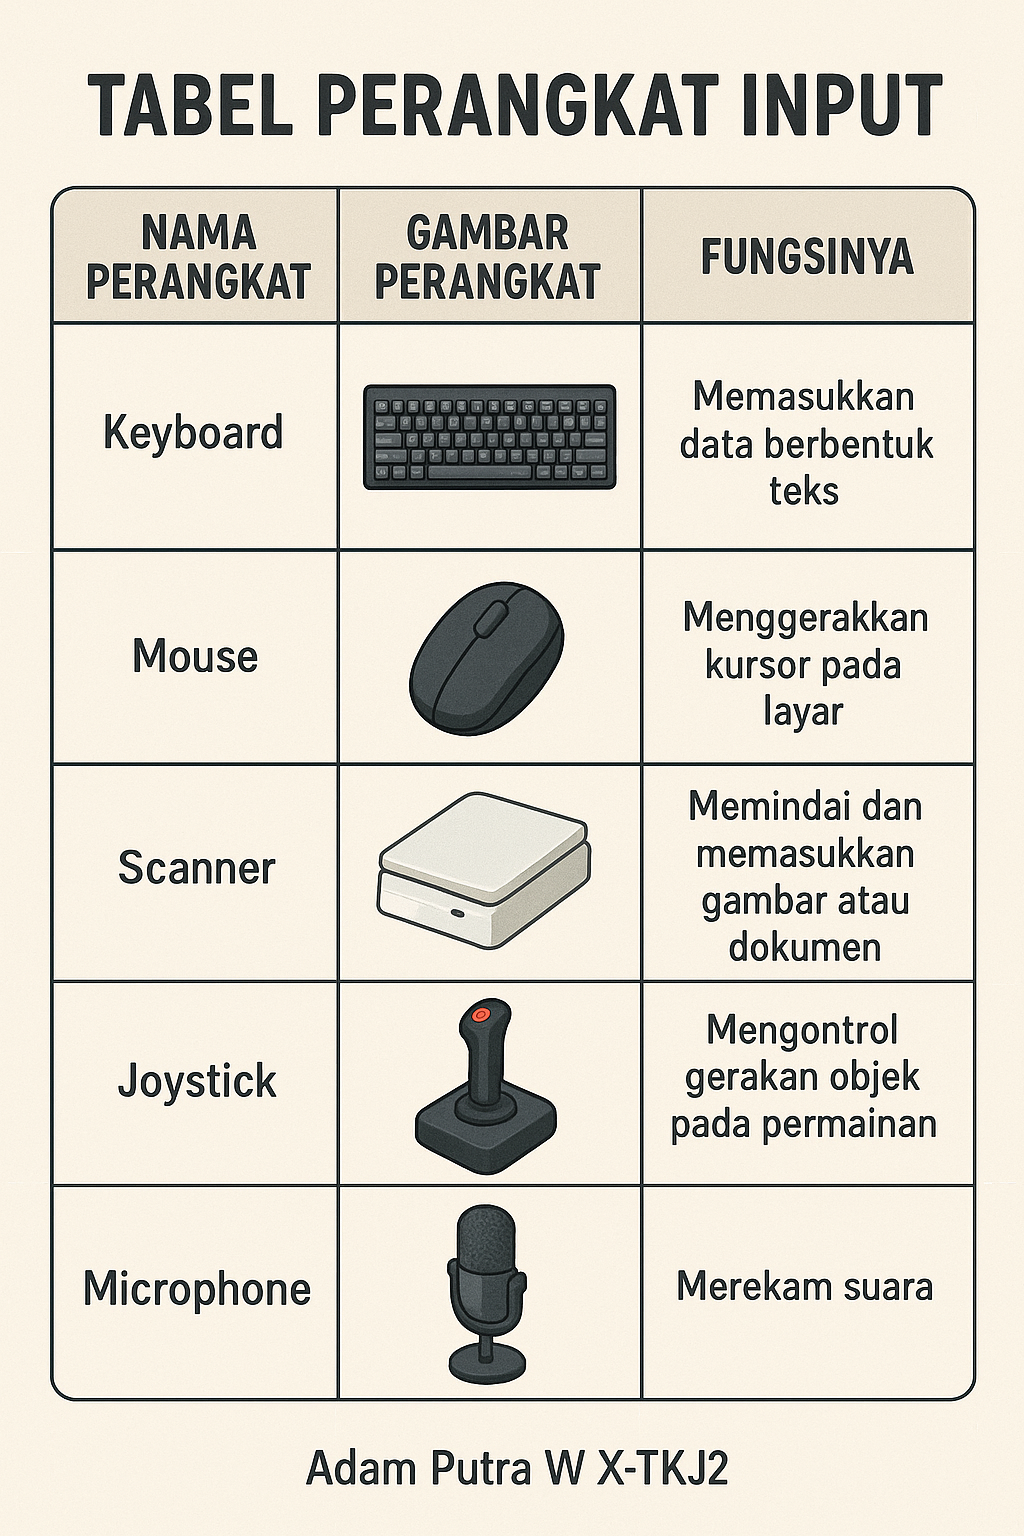 TABEL PERANGKAT INPUT
NAMA
PERANGKAT
GAMBAR
PERANGKAT
FUNGSINYA
Keyboard
Memasukkan
data berbentuk
teks
Mouse
Menggerakkan
kursor pada
layar
Scanner
Memindai dan
memasukkan
gambar atau
dokumen
Joystick
Mengontrol
gerakan objek
pada permainan
Microphone
Merekam suara
Adam Putra W X-TKJ2